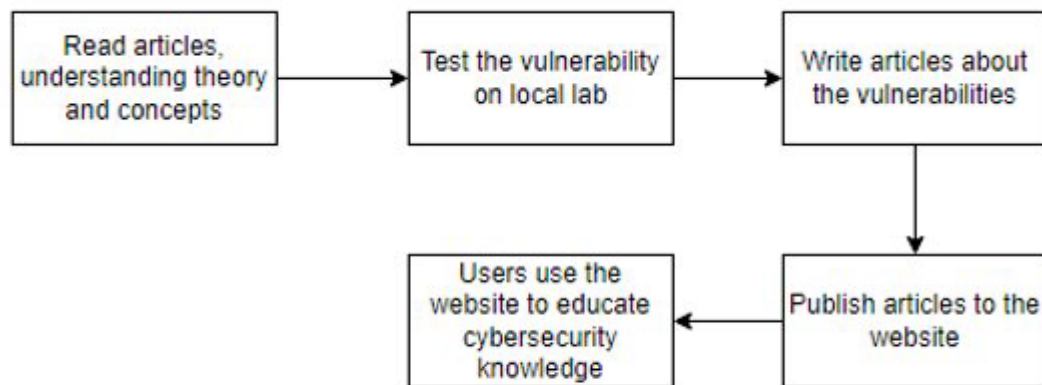 Read articles,
understanding theory
and concepts
Test the vulnerability
on local lab
Write articles about
the vulnerabilities
Publish articles to the
website
Users use the
website to educate
cybersecurity
knowledge